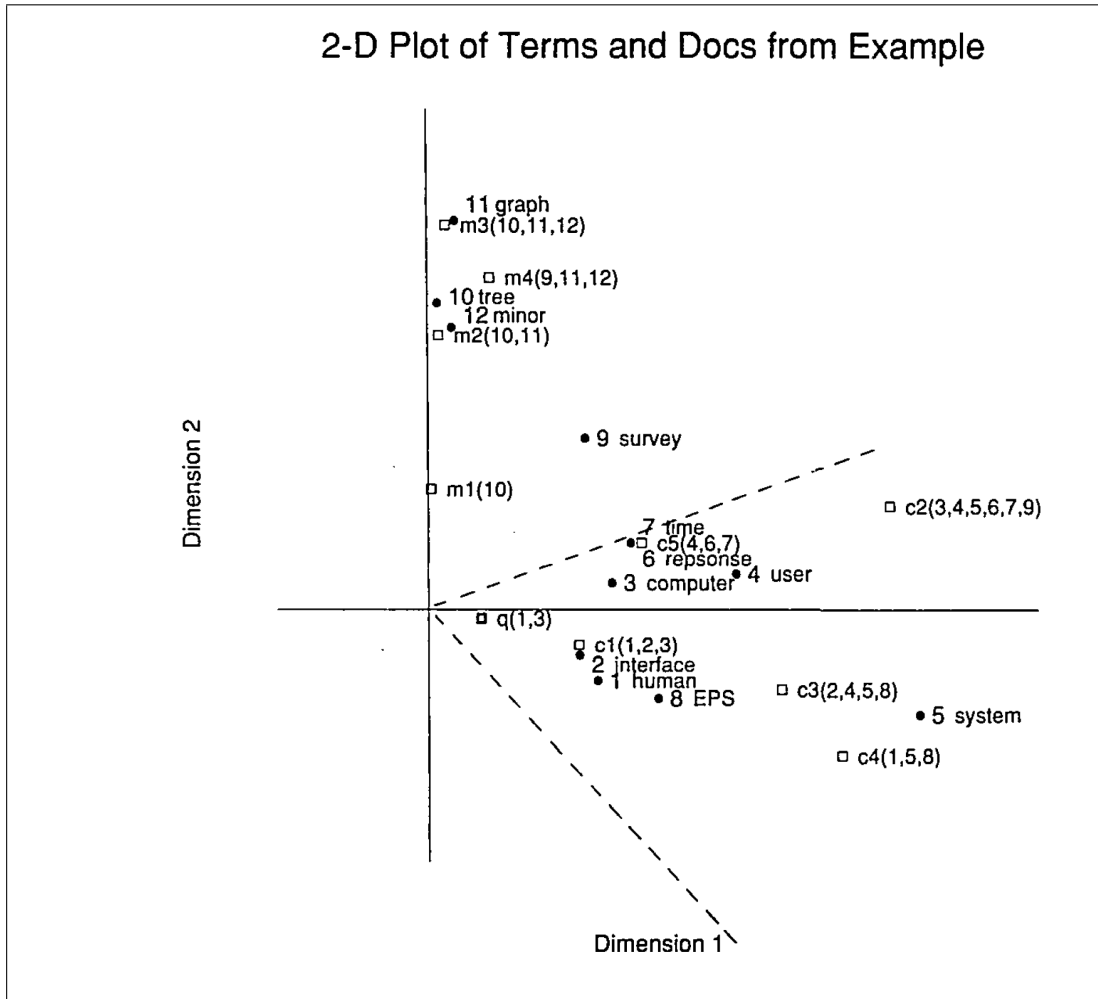 2-D Plot of Terms and Docs from Example
11 graph
m3(10,11,12)
m4(9,11,12)
10 tree
12 minor
m2(10,11)
9 survey
Dimension 2
m1(10)
c2(3,4,5,6,7,9)
7 time
c5(4,6,7)
6 repsonse
4 user
3 computer
q(1,3)
c1(1,2,3)
2 interface
1 human
c3(2,4,5,8)
8 EPS
5 system
c4(1,5,8)
Dimension 1